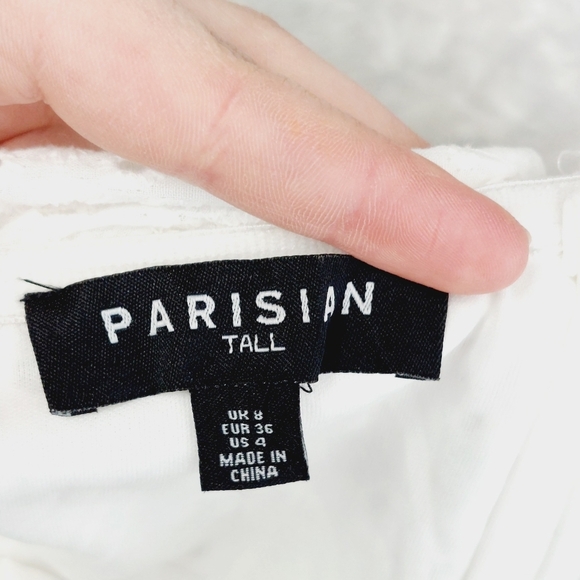 PARISIAN
TALL
UK 8
EUR 36
US 4
MADE IN
CHINA